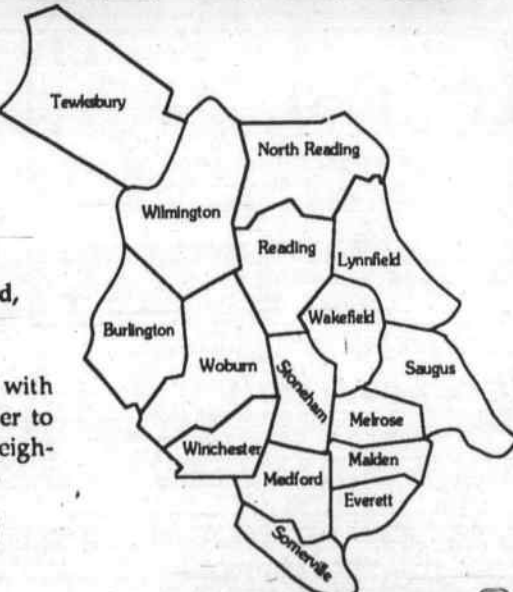 Tewksbury
North Reading
Wilmington
Reading
Lynnfield
d,
Wakefield
Burlington
Saugus
Woburn
Stoneham
with
er to
Melrose
Winchester
eigh-
Malden
Medford
Everett
Somerville